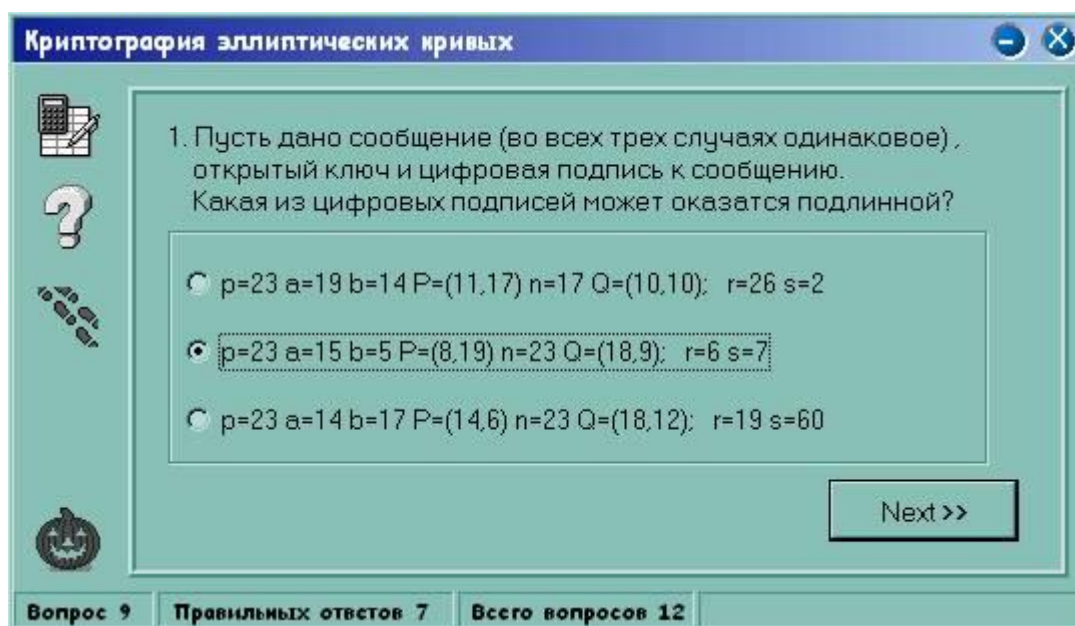 Криптография эллиптических кривых
1. Пусть дано сообщение (во всех трех случаях одинаковое) ,
открытый ключ и цифровая подпись к сообщению.
Какая из цифровых подписей может оказатся подлинной?
p=23 a=19 b=14 P=(11,17) n=17 Q=(10,10); r=26 s=2
p=23 a=15 b=5 P=(8,19) n=23 Q=(18,9); r=6 s=7
p=23 a=14 b=17 P=(14,6) n=23 Q=(18,12); r=19 s=60
Next >>
Вопрос 9 Правильных ответов 7 Всего вопросов 12